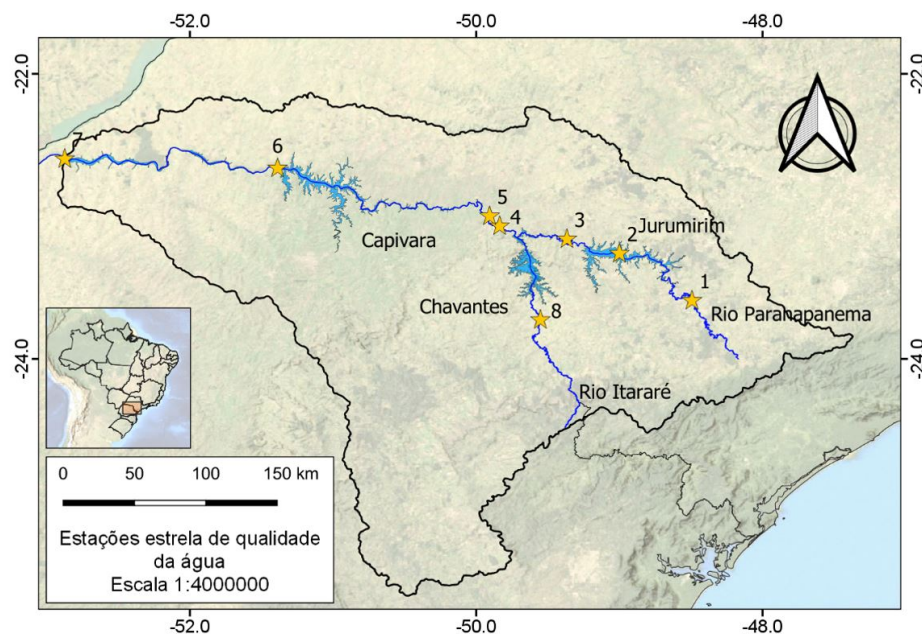 -52.0 -50.0 -48.0
-22.0 -22.0
7
6
5
4
3
2
Jurumirim
Capivara
1
Chavantes
8
Rio Paranapanema
-24.0 -24.0
Rio Itararé
0 50 100 150 km
Estações estrela de qualidade
da água
Escala 1:4000000
-52.0 -50.0 -48.0